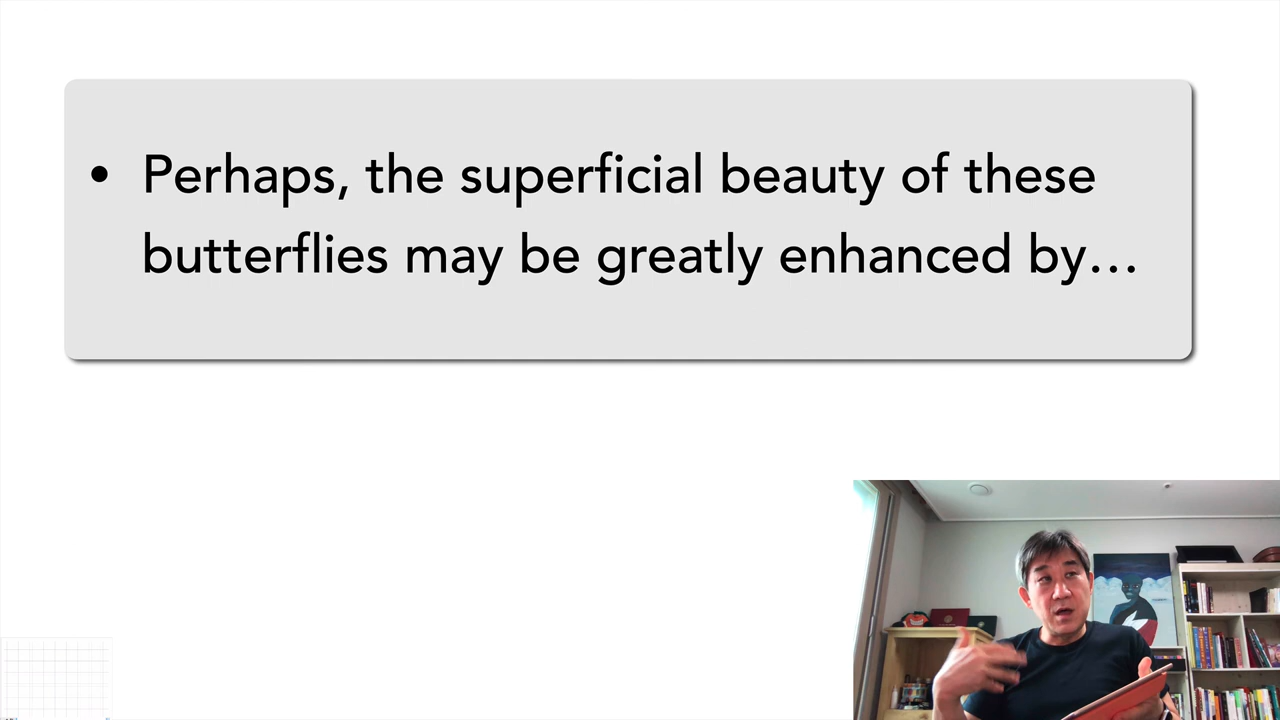 • Perhaps, the superficial beauty of these
butterflies may be greatly enhanced by…